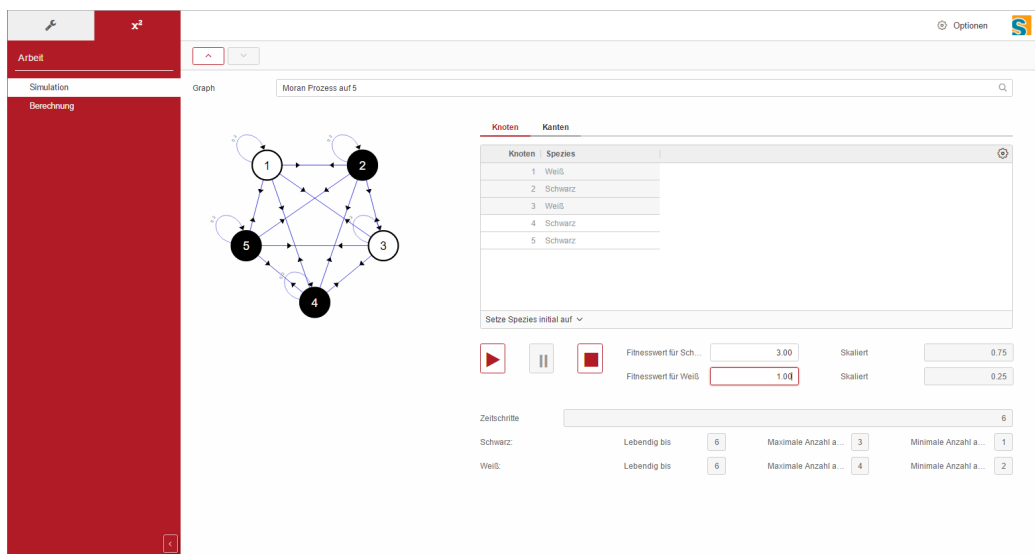 x²
Optionen
Arbeit
Simulation
Berechnung
Graph
Moran Prozess auf 5
Knoten Kanten
Knoten Spezies
1 Weiß
2 Schwarz
3 Weiß
4 Schwarz
5 Schwarz
1
2
3
4
5
Setze Spezies initial auf
Fitnesswert für Sch... 3.00 Skaliert 0.75
Fitnesswert für Weiß 1.00 Skaliert 0.25
Zeitschritte 6
Schwarz: Lebendig bis 6 Maximale Anzahl a... 3 Minimale Anzahl a... 1
Weiß: Lebendig bis 6 Maximale Anzahl a... 4 Minimale Anzahl a... 2